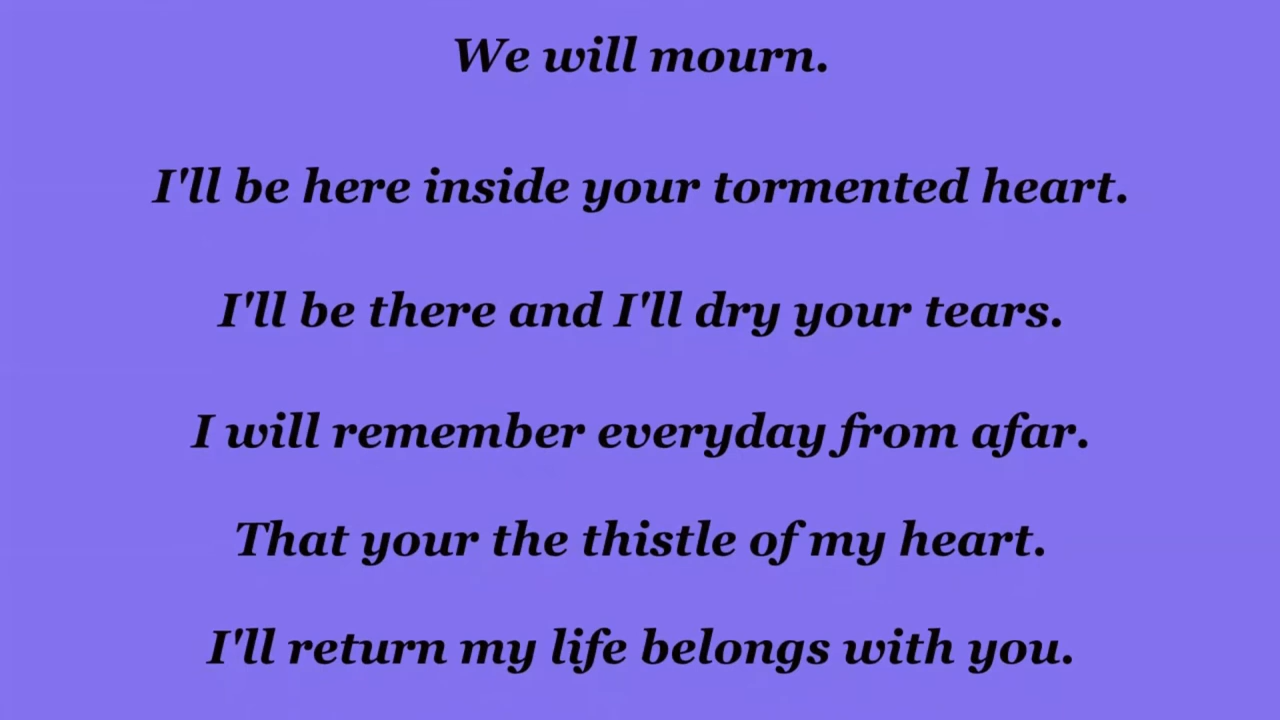 We will mourn.
I'll be here inside your tormented heart.
I'll be there and I'll dry your tears.
I will remember everyday from afar.
That your the thistle of my heart.
I'll return my life belongs with you.